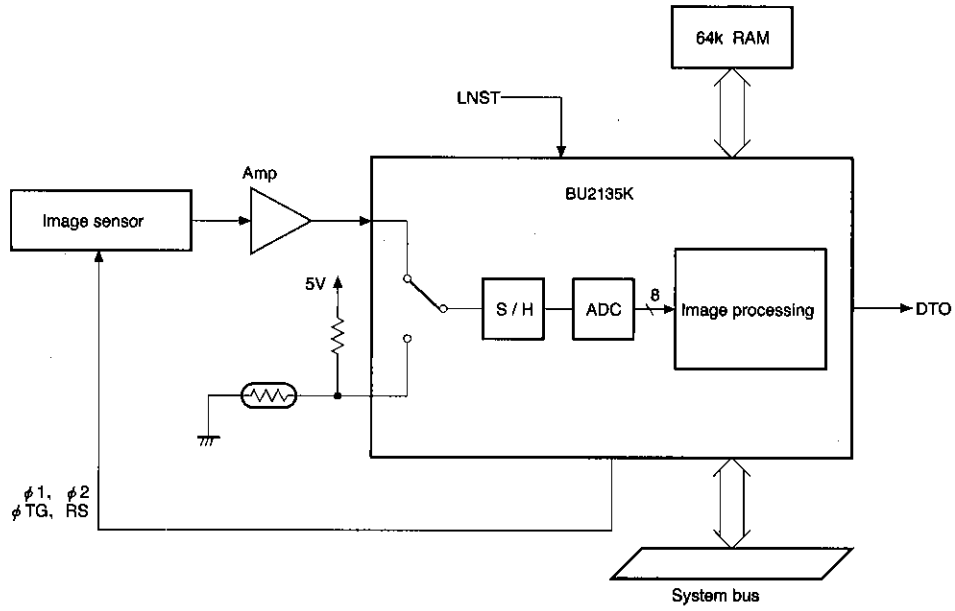 64k RAM
LNST
BU2135K
Amp
Image sensor
5V
S / H
ADC
8
Image processing
DTO
φ1, φ2
φTG, RS
System bus